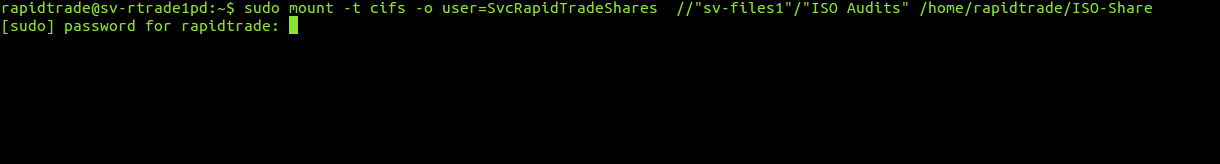 rapidtrade@sv-rtrade1pd:~$ sudo mount -t cifs -o user=SvcRapidTradeShares  //"sv-files1"/"ISO Audits" /home/rapidtrade/ISO-Share
[sudo] password for rapidtrade: